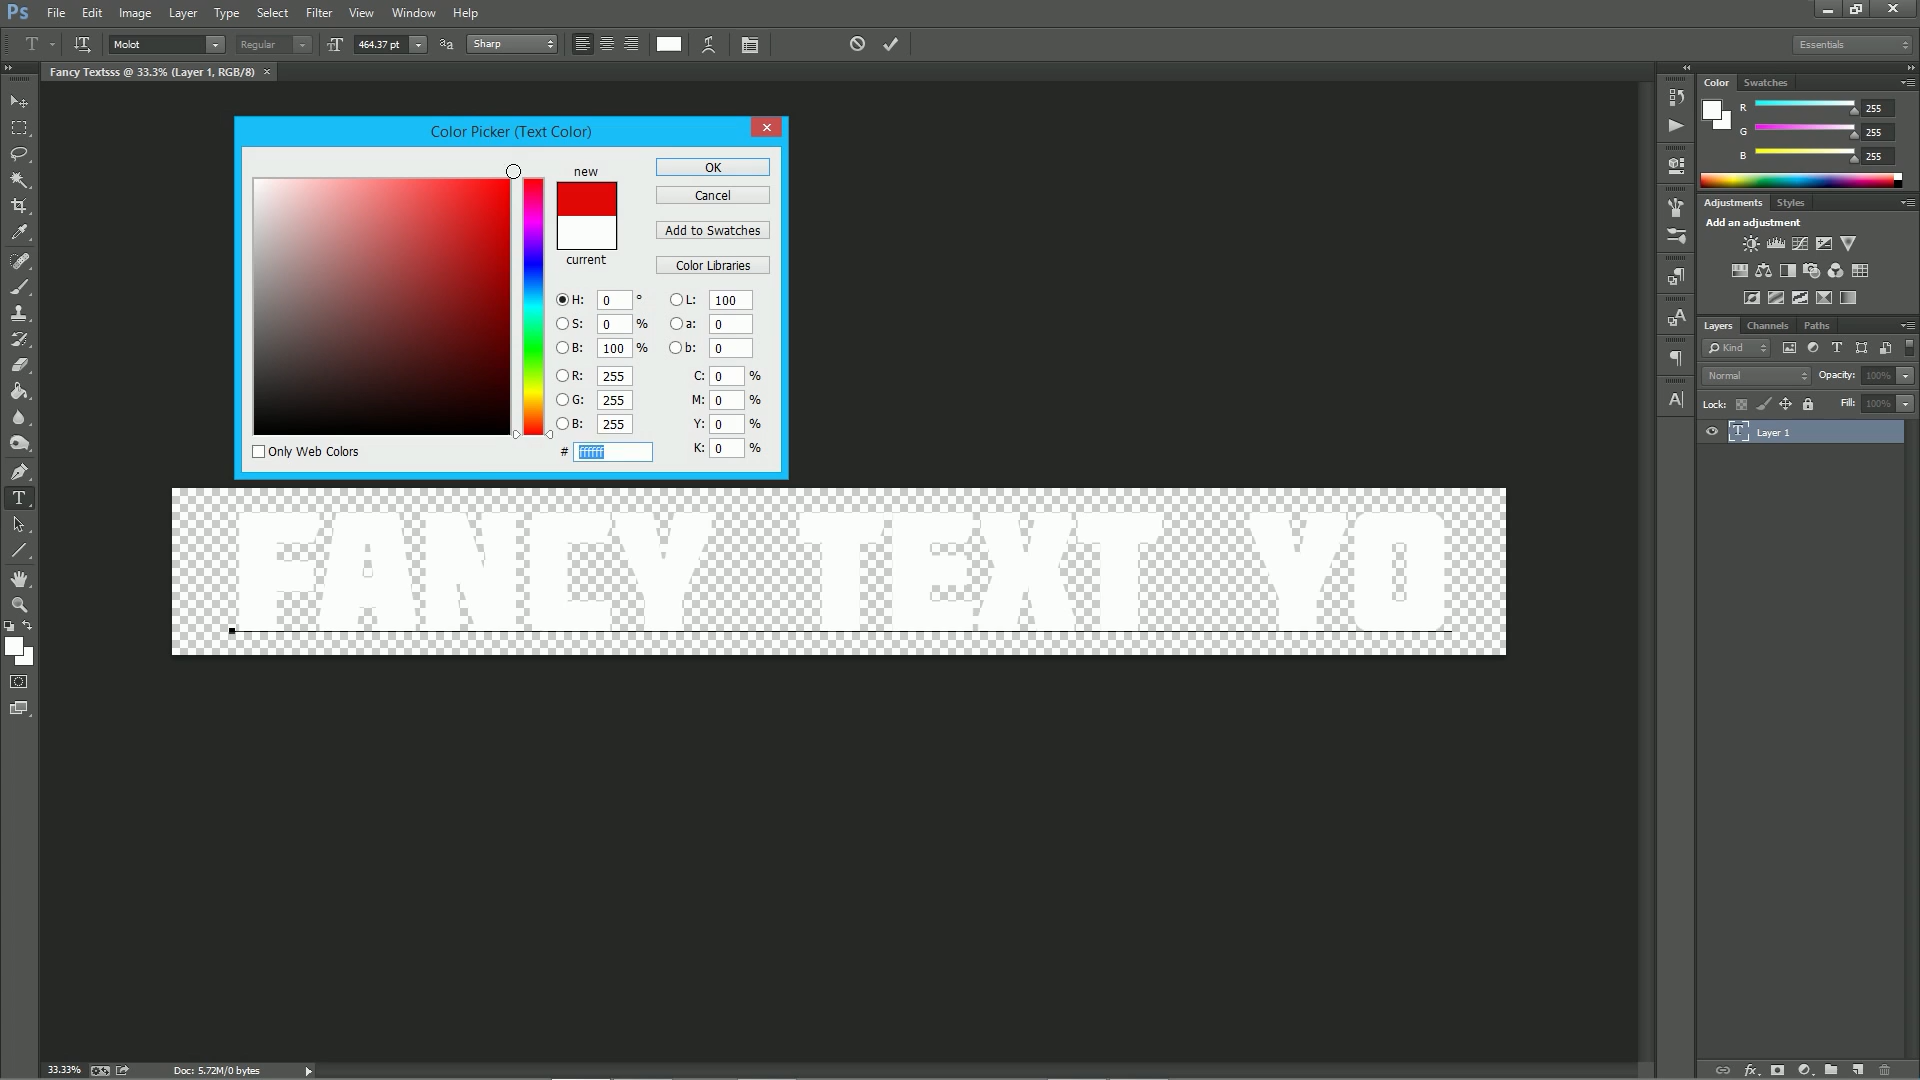 Ps File Edit Image Layer Type Select Filter View Window Help
T Molot Regular 464.37 pt aa Sharp Essentials
Fancy Textsss @ 33.3% (Layer 1, RGB/8) ×
Color Picker (Text Color)
new
current
OK
Cancel
Add to Swatches
Color Libraries
H: 0 ° L: 100
S: 0 % a: 0
B: 100 % b: 0
R: 255 C: 0 %
G: 255 M: 0 %
B: 255 Y: 0 %
# ffffff K: 0 %
Only Web Colors
FANCY TEXT YO
Color Swatches
R 255
G 255
B 255
Adjustments Styles
Add an adjustment
Layers Channels Paths
Kind
Normal Opacity: 100%
Lock: Fill: 100%
T Layer 1
33.33% Doc: 5.72M/0 bytes
fx